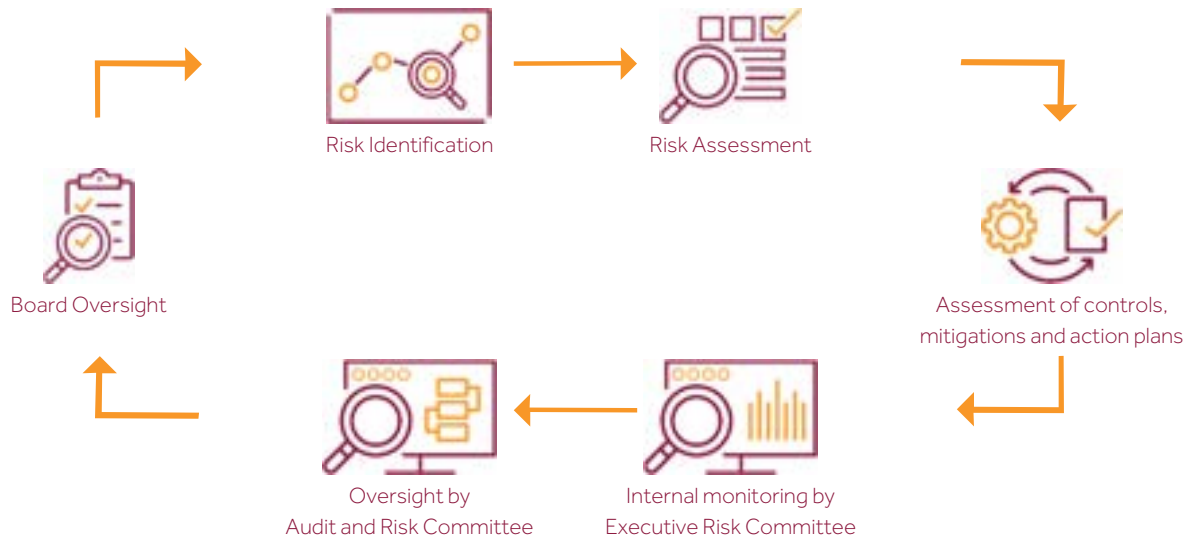 Risk Identification
Risk Assessment
Board Oversight
Assessment of controls,
mitigations and action plans
Oversight by
Audit and Risk Committee
Internal monitoring by
Executive Risk Committee